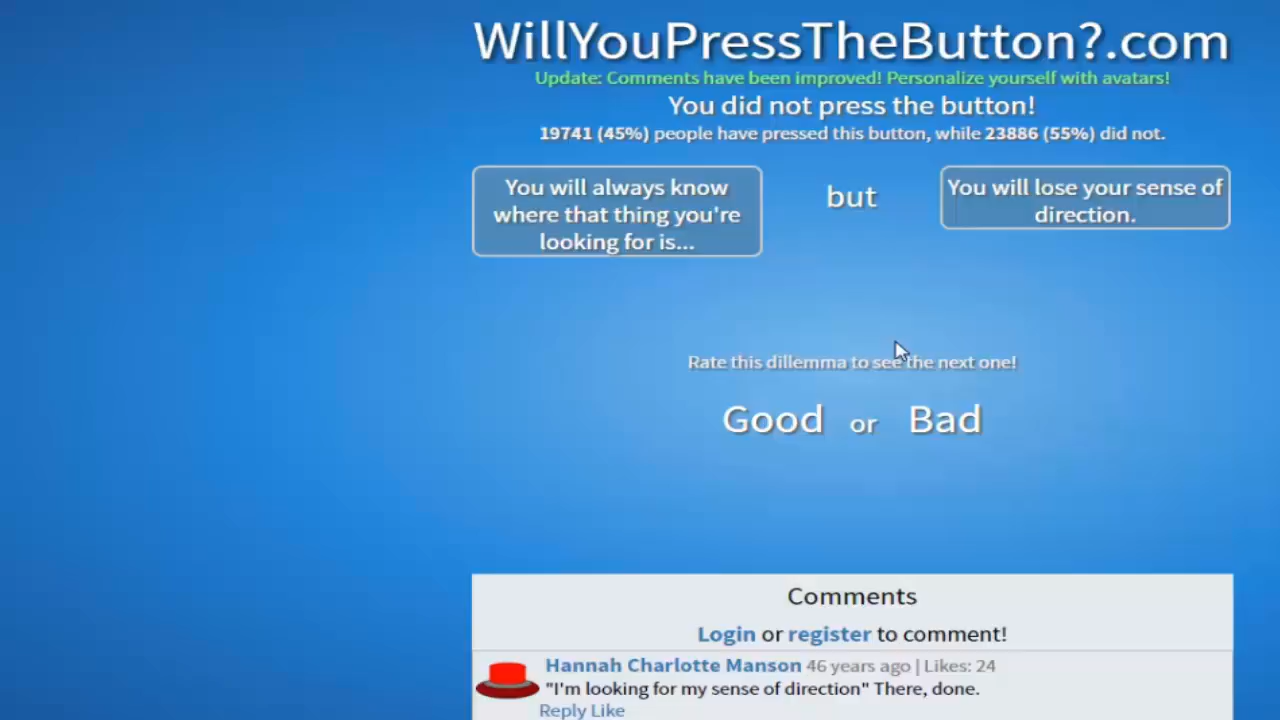 WillYouPressTheButton?.com
Update: Comments have been improved! Personalize yourself with avatars!
You did not press the button!
19741 (45%) people have pressed this button, while 23886 (55%) did not.
You will always know
where that thing you're
looking for is...
but
You will lose your sense of
direction.
Rate this dillemma to see the next one!
Good or Bad
Comments
Login or register to comment!
Hannah Charlotte Manson 46 years ago | Likes: 24
"I'm looking for my sense of direction" There, done.
Reply Like